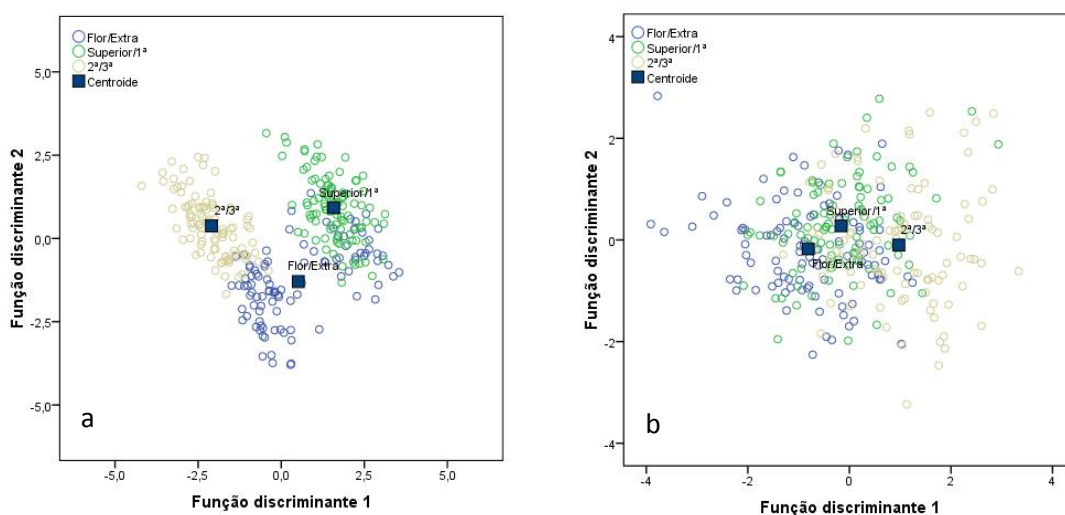 Flor/Extra
Superior/1ª
2ª/3ª
Centroide
5,0
2,5
0,0
-2,5
-5,0
Função discriminante 2
Superior/1ª
2ª/3ª
Flor/Extra
a
-5,0 -2,5 0,0 2,5 5,0
Função discriminante 1
Flor/Extra
Superior/1ª
2ª/3ª
Centroide
4
2
0
-2
-4
Função discriminante 2
Superior/1ª
2ª/3ª
Flor/Extra
b
-4 -2 0 2 4
Função discriminante 1